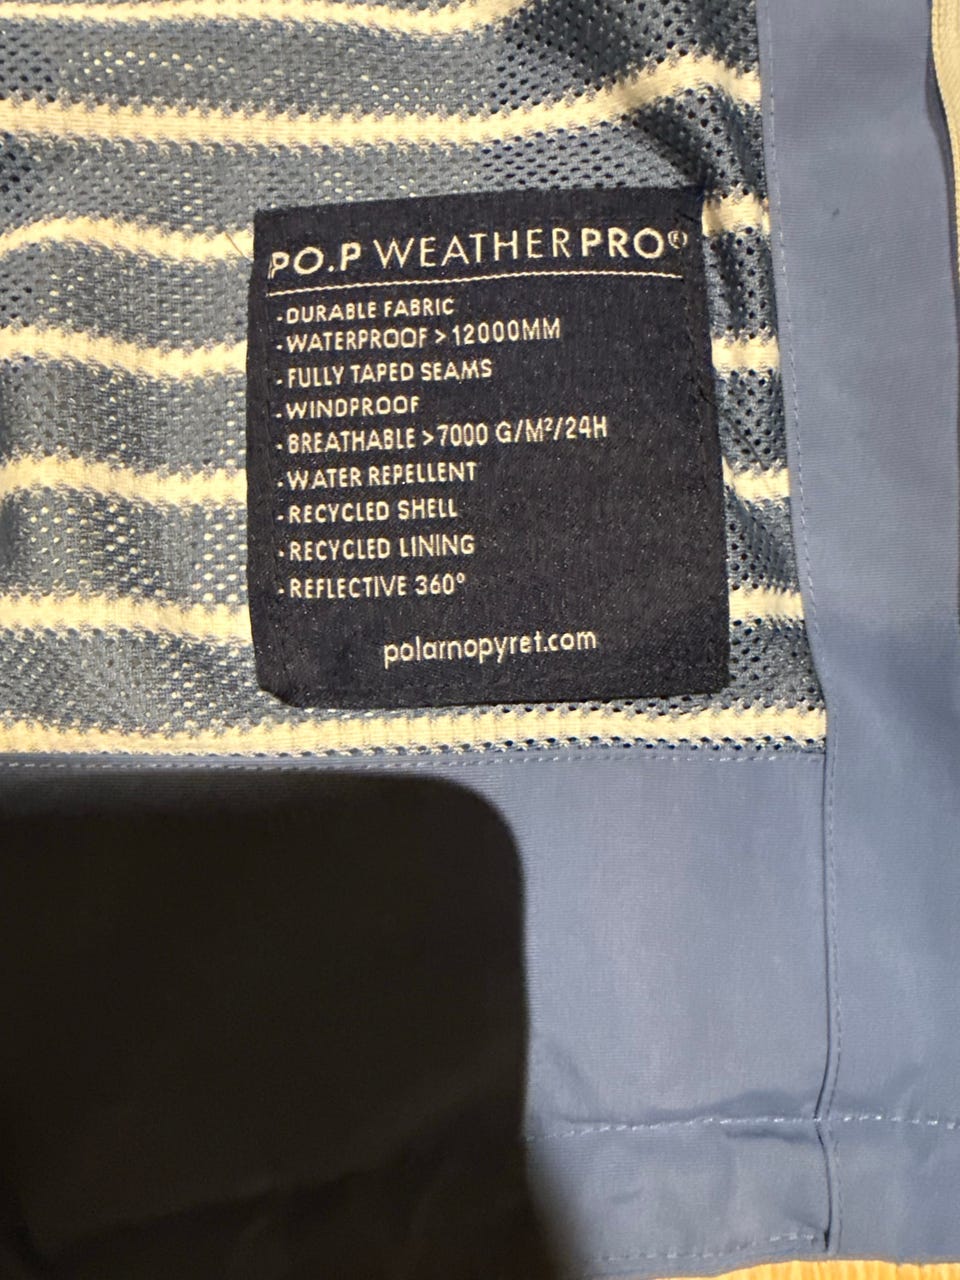 PO.P WEATHERPRO®
-DURABLE FABRIC
-WATERPROOF > 12000MM
-FULLY TAPED SEAMS
-WINDPROOF
-BREATHABLE >7000 G/M²/24H
-WATER REPELLENT
-RECYCLED SHELL
-RECYCLED LINING
-REFLECTIVE 360°
polarnopyret.com